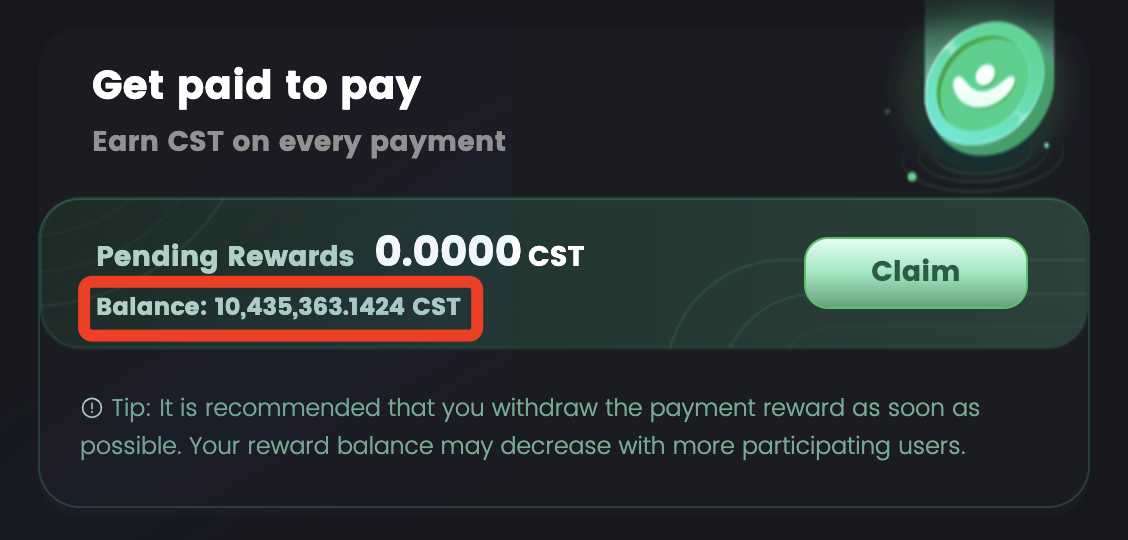 Get paid to pay
Earn CST on every payment
Pending Rewards 0.0000 CST
Claim
Balance: 10,435,363.1424 CST
Tip: It is recommended that you withdraw the payment reward as soon as
possible. Your reward balance may decrease with more participating users.